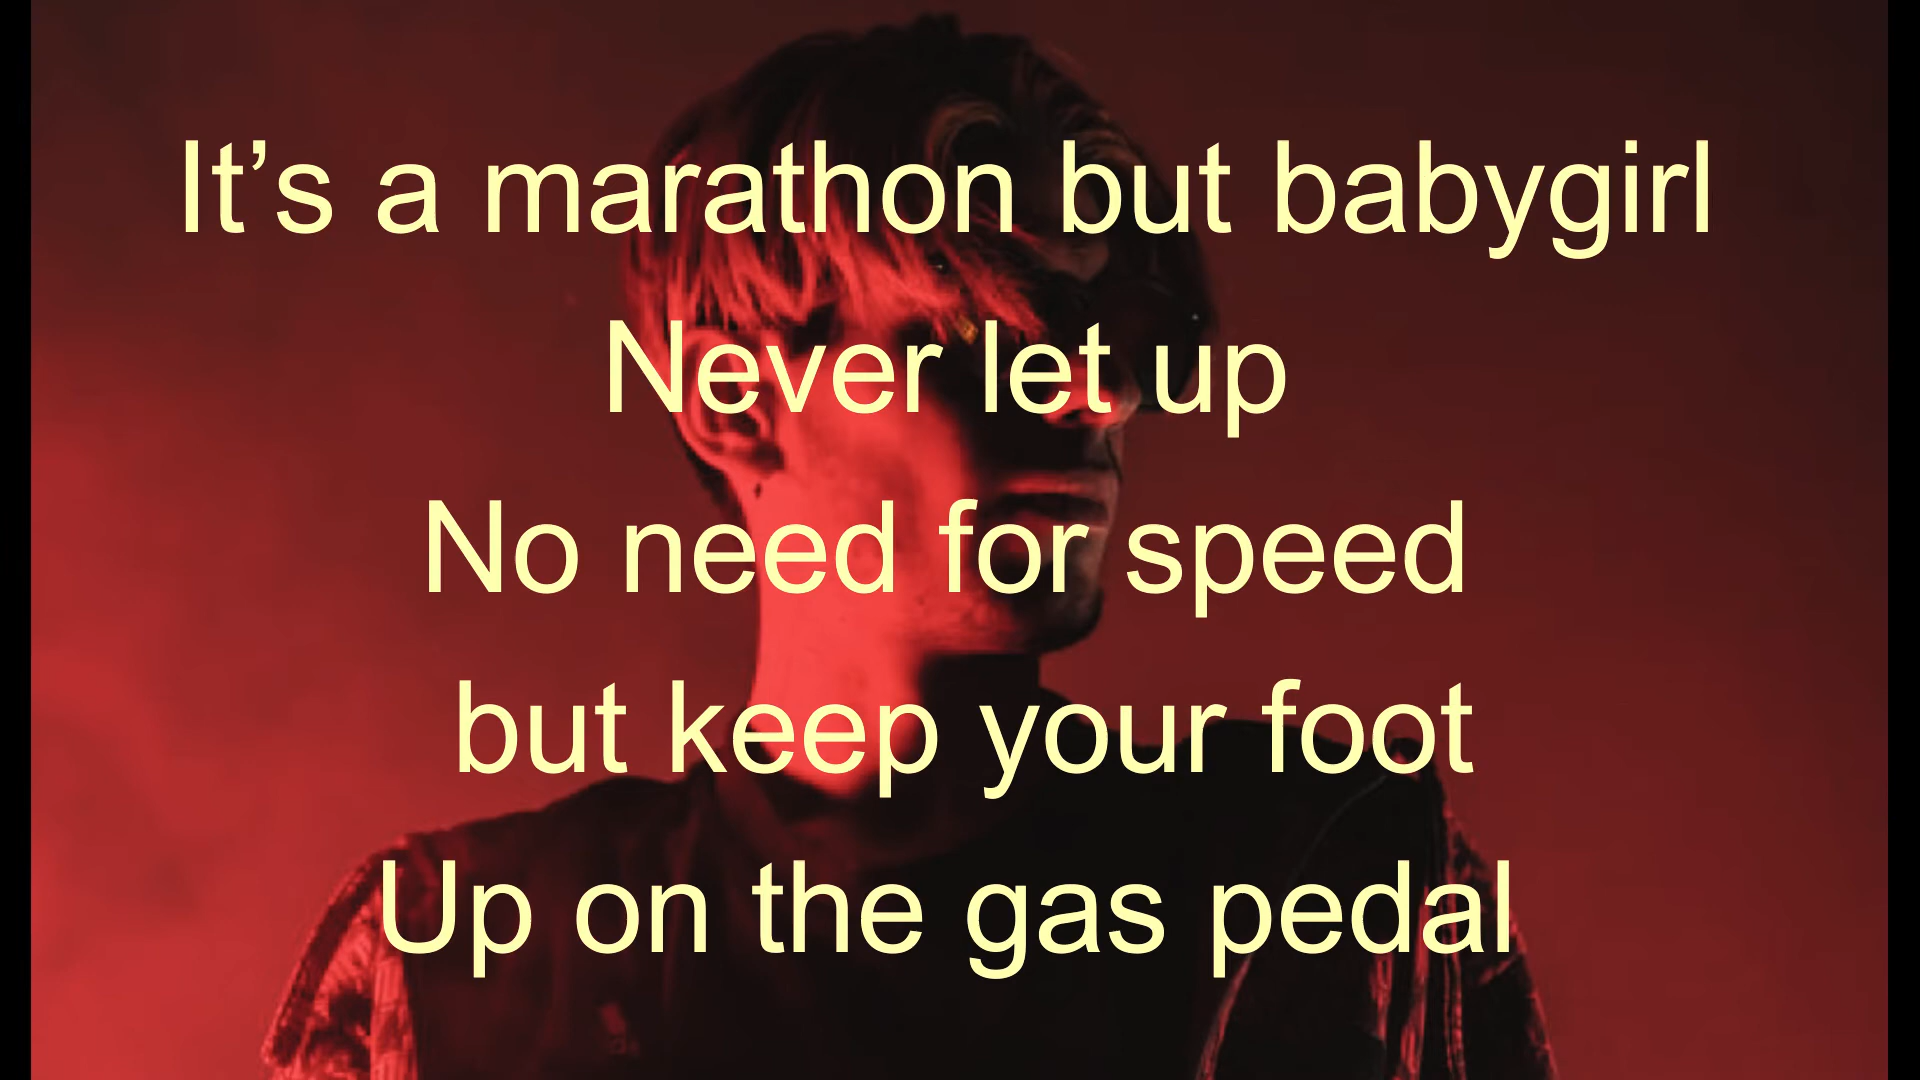 It’s a marathon but babygirl
Never let up
No need for speed
but keep your foot
Up on the gas pedal